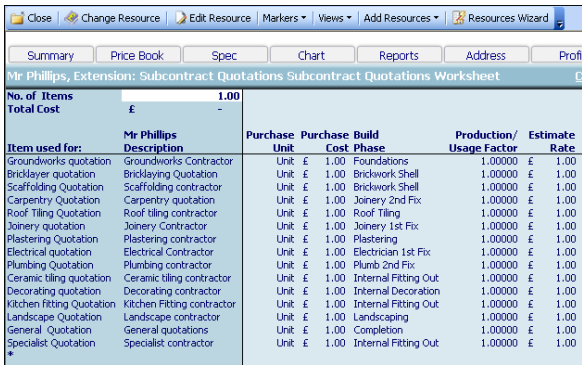 Close Change Resource Edit Resource Markers Views Add Resources Resources Wizard
Summary Price Book Spec Chart Reports Address Profi
Mr Phillips, Extension: Subcontract Quotations Subcontract Quotations Worksheet
No. of Items 1.00
Total Cost £ -
Mr Phillips Purchase Purchase Build Production/ Estimate
Item used for: Description Unit Cost Phase Usage Factor Rate
Groundworks quotation Groundworks Contractor Unit £ 1.00 Foundations 1.00000 £ 1.00
Bricklayer quotation Bricklaying Quotation Unit £ 1.00 Brickwork Shell 1.00000 £ 1.00
Scaffolding Quotation Scaffolding contractor Unit £ 1.00 Brickwork Shell 1.00000 £ 1.00
Carpentry Quotation Carpentry quotation Unit £ 1.00 Joinery 2nd Fix 1.00000 £ 1.00
Roof Tiling Quotation Roof tiling contractor Unit £ 1.00 Roof Tiling 1.00000 £ 1.00
Joinery quotation Joinery Contractor Unit £ 1.00 Joinery 1st Fix 1.00000 £ 1.00
Plastering Quotation Plastering contractor Unit £ 1.00 Plastering 1.00000 £ 1.00
Electrical quotation Electrical Contractor Unit £ 1.00 Electrician 1st Fix 1.00000 £ 1.00
Plumbing Quotation Plumbing contractor Unit £ 1.00 Plumb 2nd Fix 1.00000 £ 1.00
Ceramic tiling quotation Ceramic tiling contractor Unit £ 1.00 Internal Fitting Out 1.00000 £ 1.00
Decorating quotation Decorating contractor Unit £ 1.00 Internal Decoration 1.00000 £ 1.00
Kitchen fitting Quotation Kitchen Fitting contractor Unit £ 1.00 Internal Fitting Out 1.00000 £ 1.00
Landscape Quotation Landscape contractor Unit £ 1.00 Landscaping 1.00000 £ 1.00
General Quotation General quotations Unit £ 1.00 Completion 1.00000 £ 1.00
Specialist Quotation Specialist contractor Unit £ 1.00 Internal Fitting Out 1.00000 £ 1.00
*